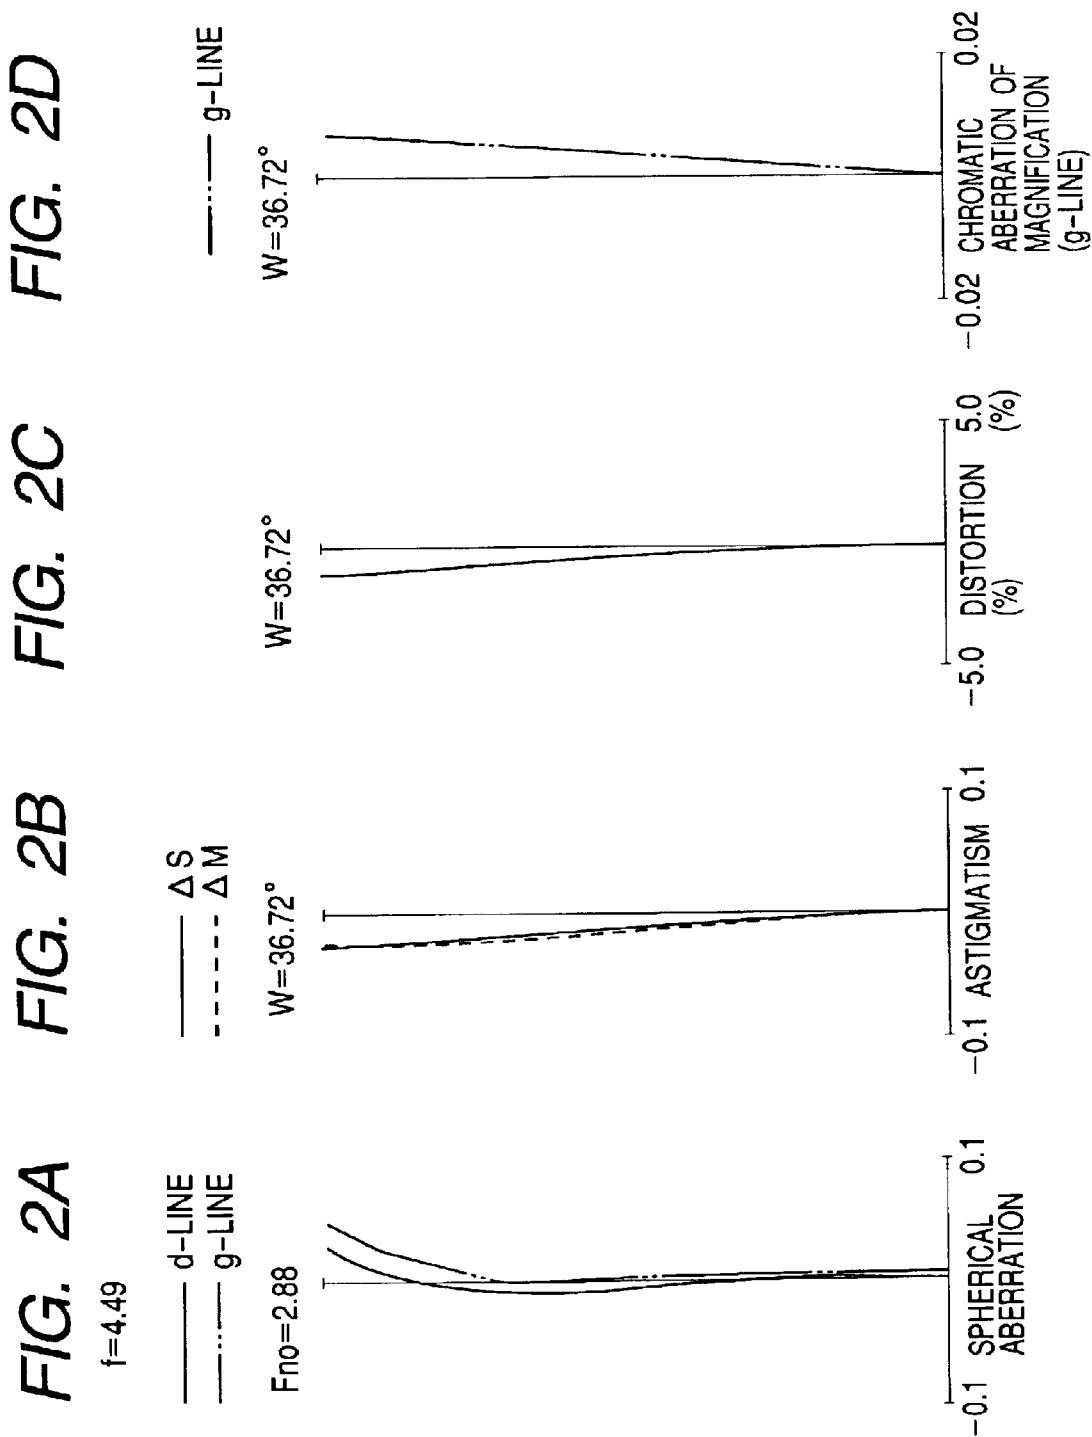 FIG. 2A
f=4.49
d-LINE
g-LINE
Fno=2.88
-0.1
0.1
SPHERICAL
ABERRATION
FIG. 2B
ΔS
ΔM
W=36.72°
-0.1
ASTIGMATISM
0.1
FIG. 2C
W=36.72°
-5.0
DISTORTION
(%)
5.0
(%)
FIG. 2D
g-LINE
W=36.72°
-0.02
0.02
CHROMATIC
ABERRATION OF
MAGNIFICATION
(g-LINE)